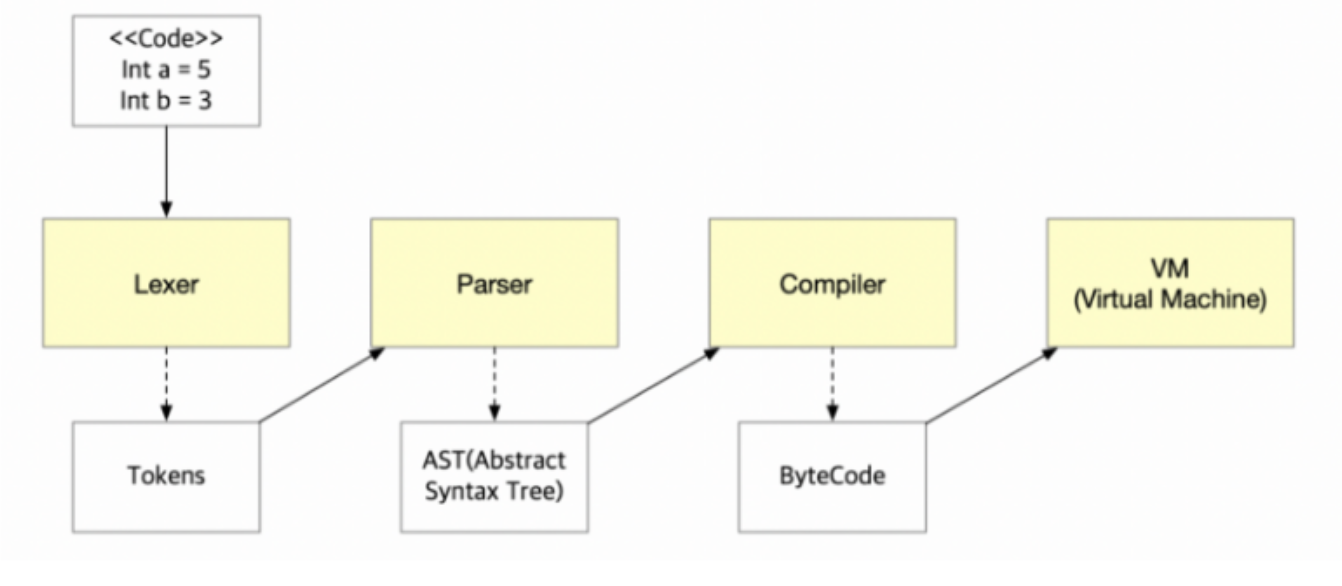 <<Code>>
Int a = 5
Int b = 3
Lexer
Parser
Compiler
VM
(Virtual Machine)
Tokens
AST(Abstract
Syntax Tree)
ByteCode